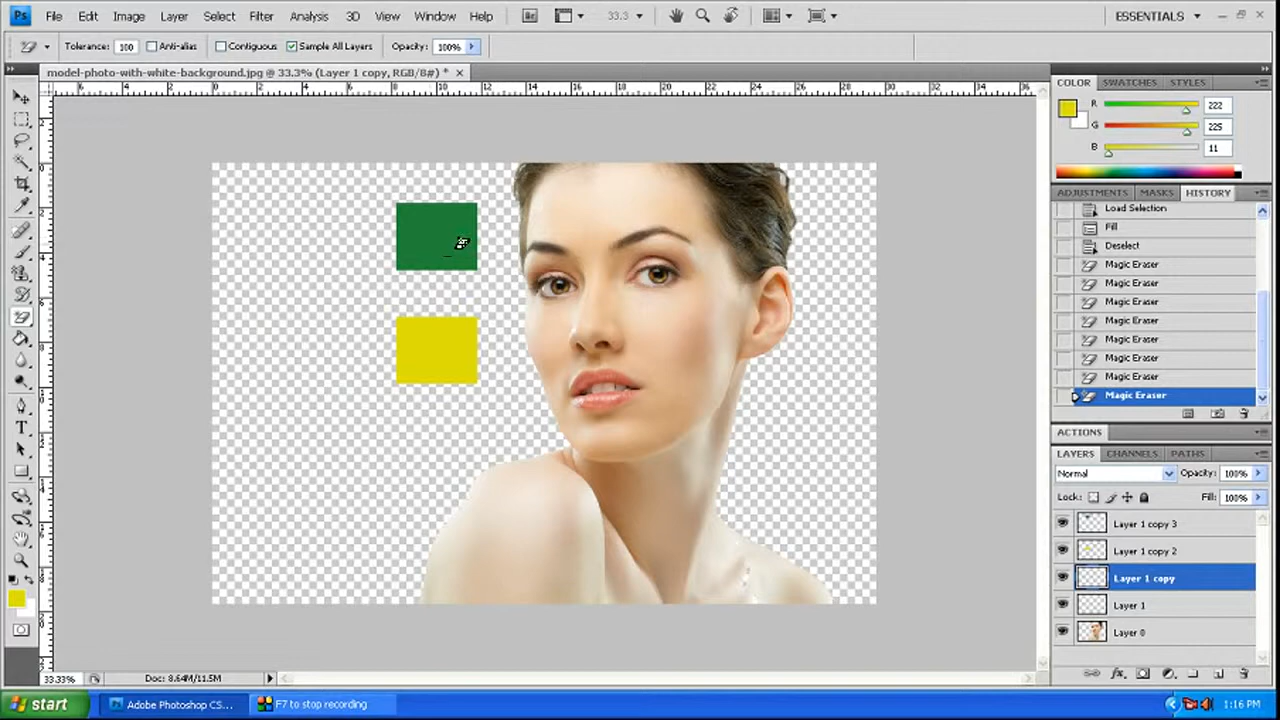 Ps File Edit Image Layer Select Filter Analysis 3D View Window Help Br 33.3 ESSENTIALS
Tolerance: 100 Anti-alias Contiguous Sample All Layers Opacity: 100%
model-photo-with-white-background.jpg @ 33.3% (Layer 1 copy, RGB/8#) *
COLOR SWATCHES STYLES
R 222
G 225
B 11
ADJUSTMENTS MASKS HISTORY
Load Selection
Fill
Deselect
Magic Eraser
Magic Eraser
Magic Eraser
Magic Eraser
Magic Eraser
Magic Eraser
Magic Eraser
Magic Eraser
ACTIONS
LAYERS CHANNELS PATHS
Normal Opacity: 100%
Lock: Fill: 100%
Layer 1 copy 3
Layer 1 copy 2
Layer 1 copy
Layer 1
Layer 0
33.33% Doc: 8.64M/11.5M
start Ps Adobe Photoshop CS... F7 to stop recording 1:16 PM